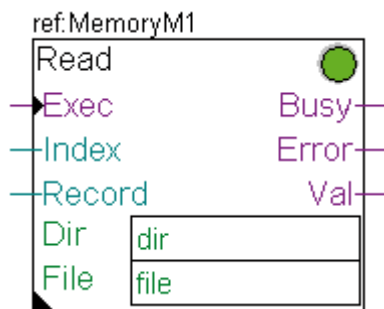 ref:MemoryM1
Read
Exec Busy
Index Error
Record Val
Dir dir
File file